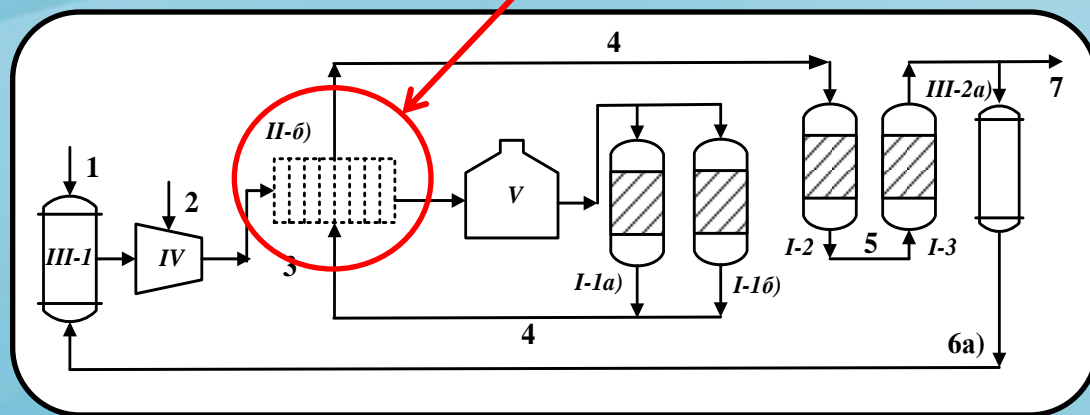 4
III-2a)
7
II-б)
1
2
V
III-1
IV
I-2
5
I-3
3
I-1a)
I-1б)
4
6a)